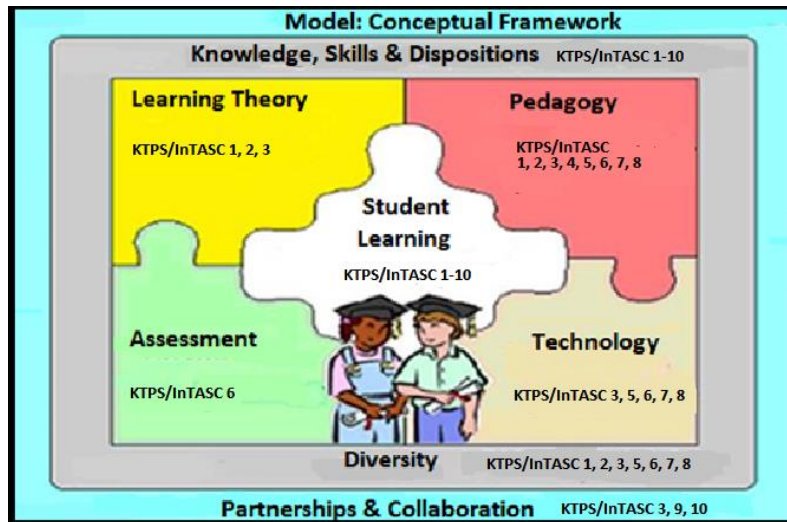 Model: Conceptual Framework
Knowledge, Skills & Dispositions KTPS/InTASC 1-10
Learning Theory
KTPS/InTASC 1, 2, 3
Pedagogy
KTPS/InTASC
1, 2, 3, 4, 5, 6, 7, 8
Student
Learning
KTPS/InTASC 1-10
Assessment
KTPS/InTASC 6
Technology
KTPS/InTASC 3, 5, 6, 7, 8
Diversity KTPS/InTASC 1, 2, 3, 5, 6, 7, 8
Partnerships & Collaboration KTPS/InTASC 3, 9, 10